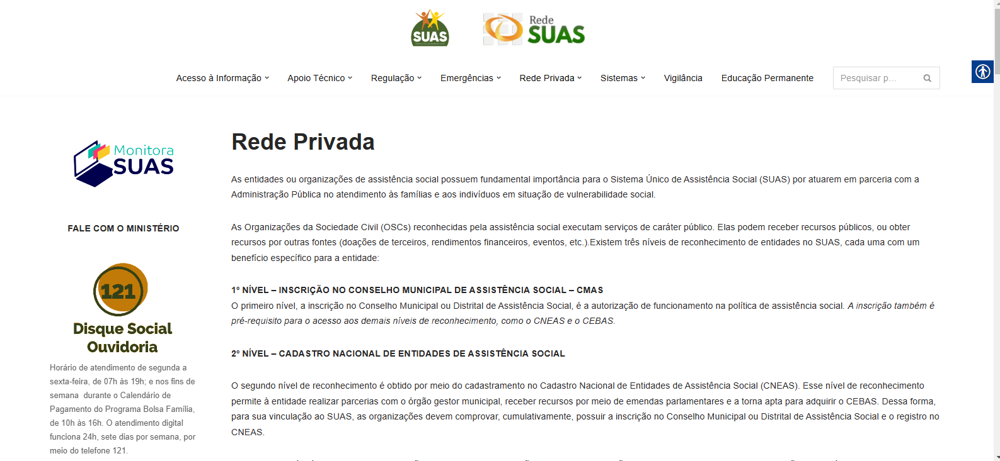 SUAS
Rede
SUAS
Acesso à Informação
Apoio Técnico
Regulação
Emergências
Rede Privada
Sistemas
Vigilância
Educação Permanente
Pesquisar p...
Monitora
SUAS
FALE COM O MINISTÉRIO
121
Disque Social
Ouvidoria
Horário de atendimento de segunda a
sexta-feira, de 07h às 19h; e nos fins de
semana  durante o Calendário de
Pagamento do Programa Bolsa Família,
de 10h às 16h. O atendimento digital
funciona 24h, sete dias por semana, por
meio do telefone 121.
Rede Privada
As entidades ou organizações de assistência social possuem fundamental importância para o Sistema Único de Assistência Social (SUAS) por atuarem em parceria com a
Administração Pública no atendimento às famílias e aos indivíduos em situação de vulnerabilidade social.
As Organizações da Sociedade Civil (OSCs) reconhecidas pela assistência social executam serviços de caráter público. Elas podem receber recursos públicos, ou obter
recursos por outras fontes (doações de terceiros, rendimentos financeiros, eventos, etc.).Existem três níveis de reconhecimento de entidades no SUAS, cada uma com um
benefício específico para a entidade:
1º NÍVEL – INSCRIÇÃO NO CONSELHO MUNICIPAL DE ASSISTÊNCIA SOCIAL – CMAS
O primeiro nível, a inscrição no Conselho Municipal ou Distrital de Assistência Social, é a autorização de funcionamento na política de assistência social. A inscrição também é
pré-requisito para o acesso aos demais níveis de reconhecimento, como o CNEAS e o CEBAS.
2º NÍVEL – CADASTRO NACIONAL DE ENTIDADES DE ASSISTÊNCIA SOCIAL
O segundo nível de reconhecimento é obtido por meio do cadastramento no Cadastro Nacional de Entidades de Assistência Social (CNEAS). Esse nível de reconhecimento
permite à entidade realizar parcerias com o órgão gestor municipal, receber recursos por meio de emendas parlamentares e a torna apta para adquirir o CEBAS. Dessa forma,
para sua vinculação ao SUAS, as organizações devem comprovar, cumulativamente, possuir a inscrição no Conselho Municipal ou Distrital de Assistência Social e o registro no
CNEAS.